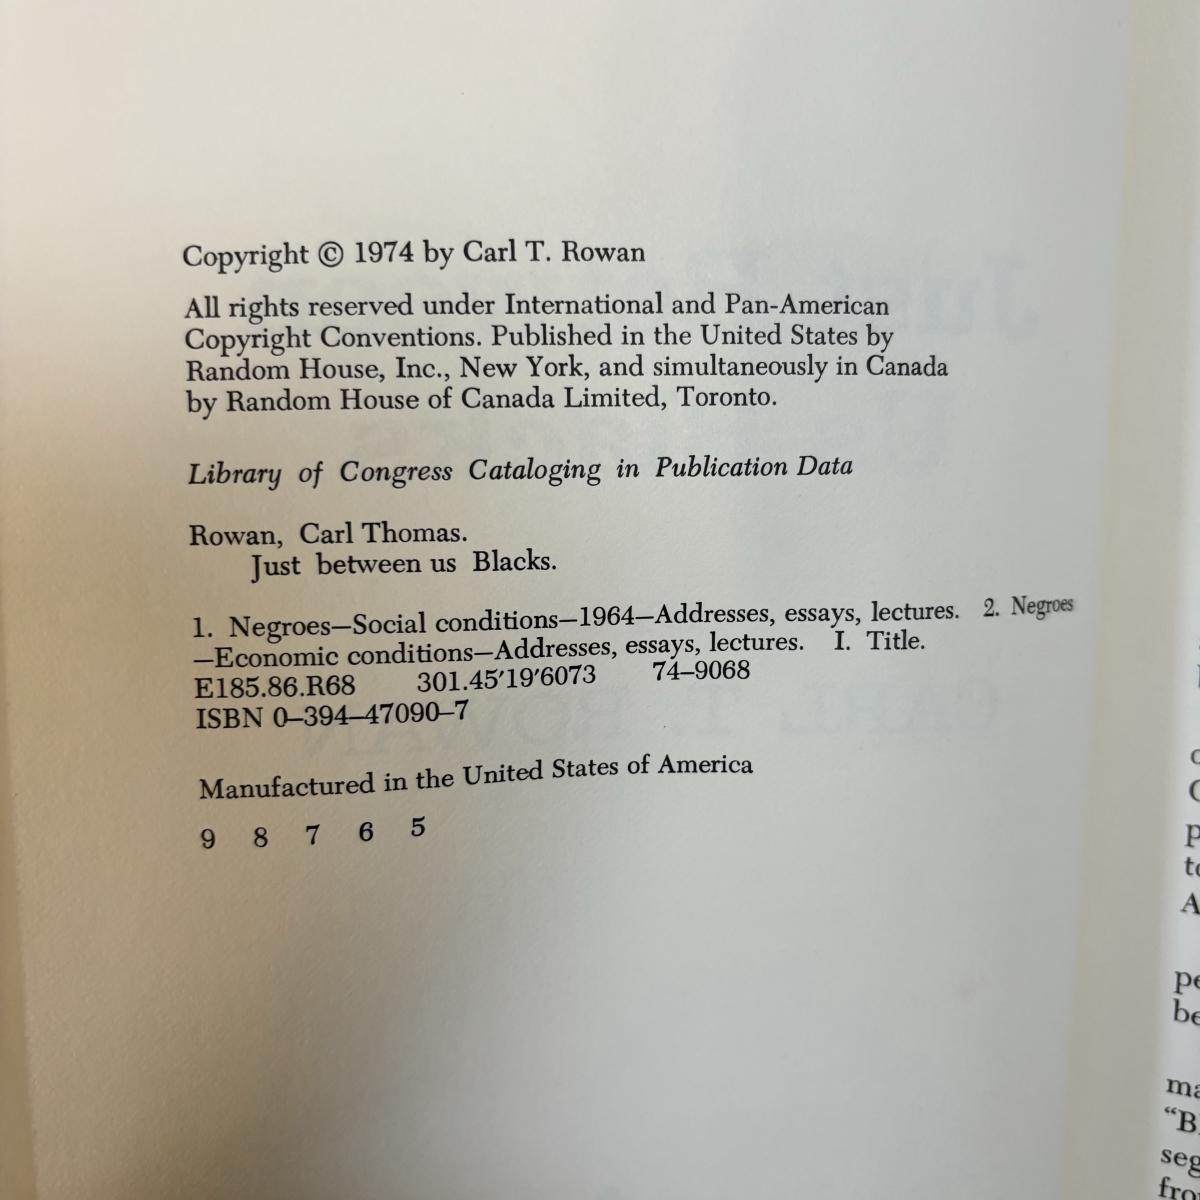 Copyright © 1974 by Carl T. Rowan
All rights reserved under International and Pan-American
Copyright Conventions. Published in the United States by
Random House, Inc., New York, and simultaneously in Canada
by Random House of Canada Limited, Toronto.
Library of Congress Cataloging in Publication Data
Rowan, Carl Thomas.
Just between us Blacks.
1. Negroes—Social conditions—1964—Addresses, essays, lectures. 2. Negroes
—Economic conditions—Addresses, essays, lectures. I. Title.
E185.86.R68 301.45'19'6073 74–9068
ISBN 0–394–47090–7
Manufactured in the United States of America
9 8 7 6 5